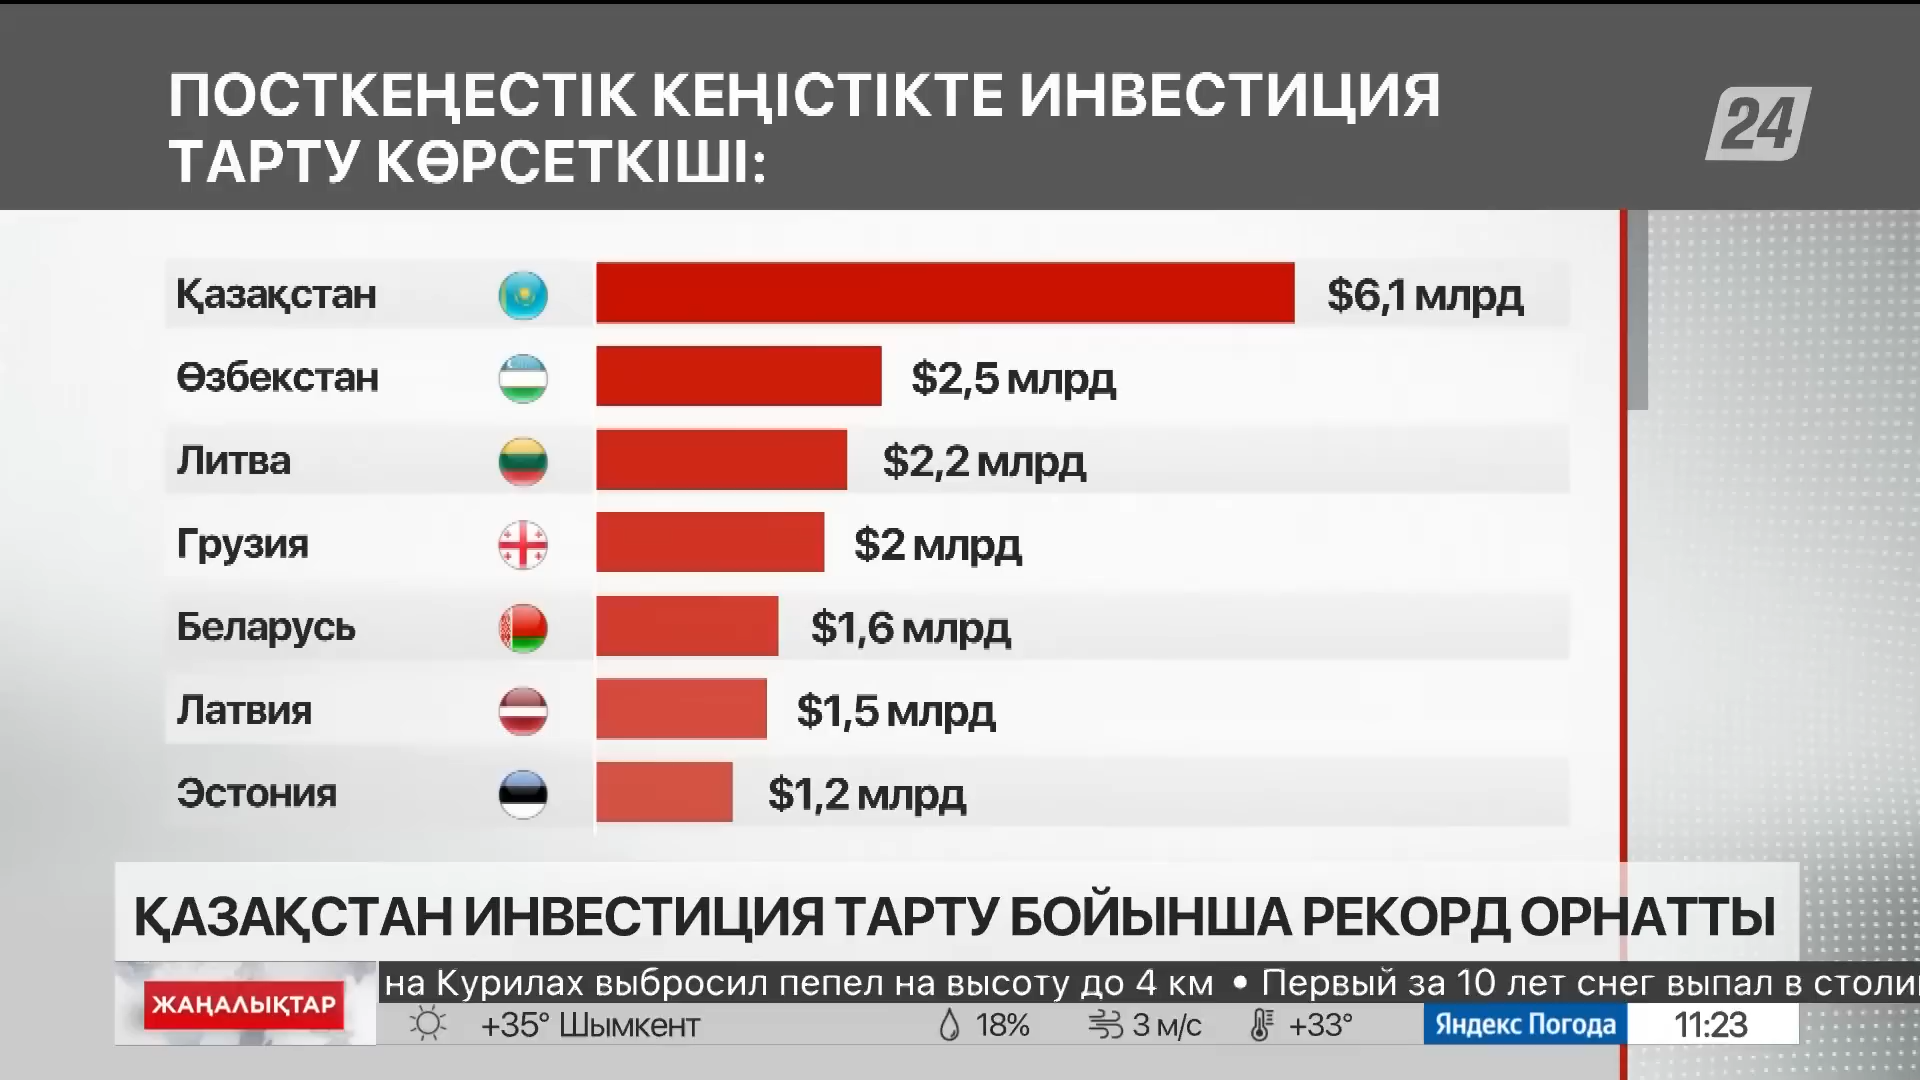 ПОСТКЕҢЕСТІК КЕҢІСТІКТЕ ИНВЕСТИЦИЯ
ТАРТУ КӨРСЕТКІШІ:
24
Қазақстан $6,1 млрд
Өзбекстан $2,5 млрд
Литва $2,2 млрд
Грузия $2 млрд
Беларусь $1,6 млрд
Латвия $1,5 млрд
Эстония $1,2 млрд
ҚАЗАҚСТАН ИНВЕСТИЦИЯ ТАРТУ БОЙЫНША РЕКОРД ОРНАТТЫ
ЖАҢАЛЫҚТАР
на Курилах выбросил пепел на высоту до 4 км • Первый за 10 лет снег выпал в столи
+35° Шымкент 18% 3 м/с +33° Яндекс Погода 11:23